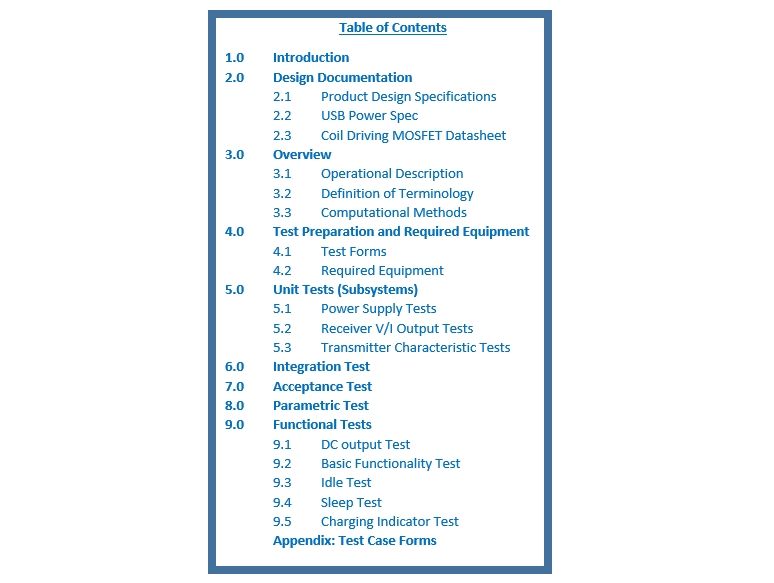 Table of Contents
1.0 Introduction
2.0 Design Documentation
2.1 Product Design Specifications
2.2 USB Power Spec
2.3 Coil Driving MOSFET Datasheet
3.0 Overview
3.1 Operational Description
3.2 Definition of Terminology
3.3 Computational Methods
4.0 Test Preparation and Required Equipment
4.1 Test Forms
4.2 Required Equipment
5.0 Unit Tests (Subsystems)
5.1 Power Supply Tests
5.2 Receiver V/I Output Tests
5.3 Transmitter Characteristic Tests
6.0 Integration Test
7.0 Acceptance Test
8.0 Parametric Test
9.0 Functional Tests
9.1 DC output Test
9.2 Basic Functionality Test
9.3 Idle Test
9.4 Sleep Test
9.5 Charging Indicator Test
Appendix: Test Case Forms